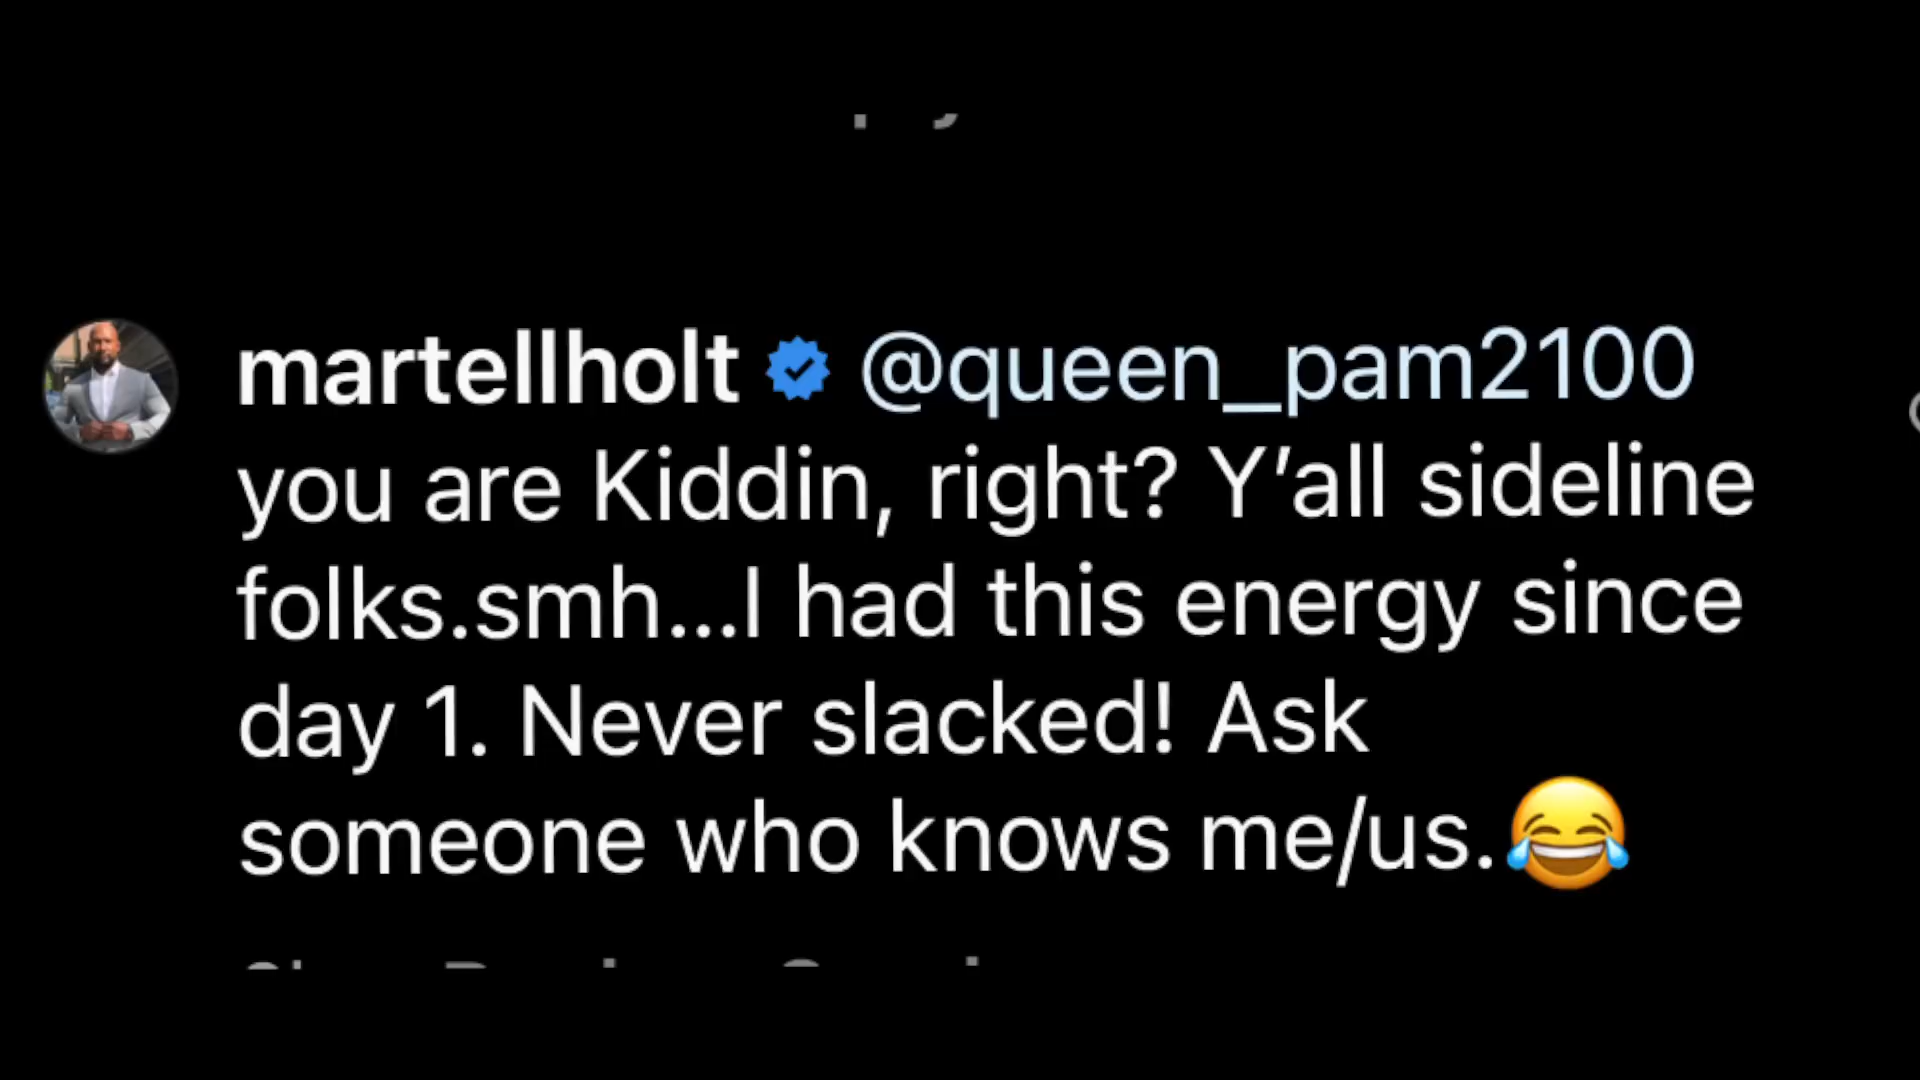 martellholt @queen_pam2100
you are Kiddin, right? Y’all sideline
folks.smh...I had this energy since
day 1. Never slacked! Ask
someone who knows me/us.😂